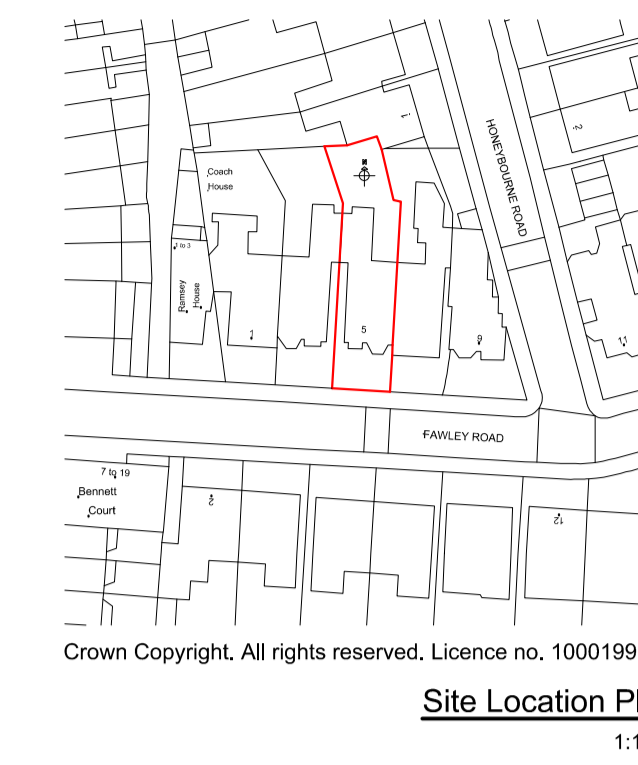 Coach
House
HONEYBOURNE ROAD
1
2
1 to 3
Ramsey
House
1
5
9
11
FAWLEY ROAD
7 to 19
Bennett
Court
2
12
Crown Copyright. All rights reserved. Licence no. 1000199
Site Location Pl
1:1